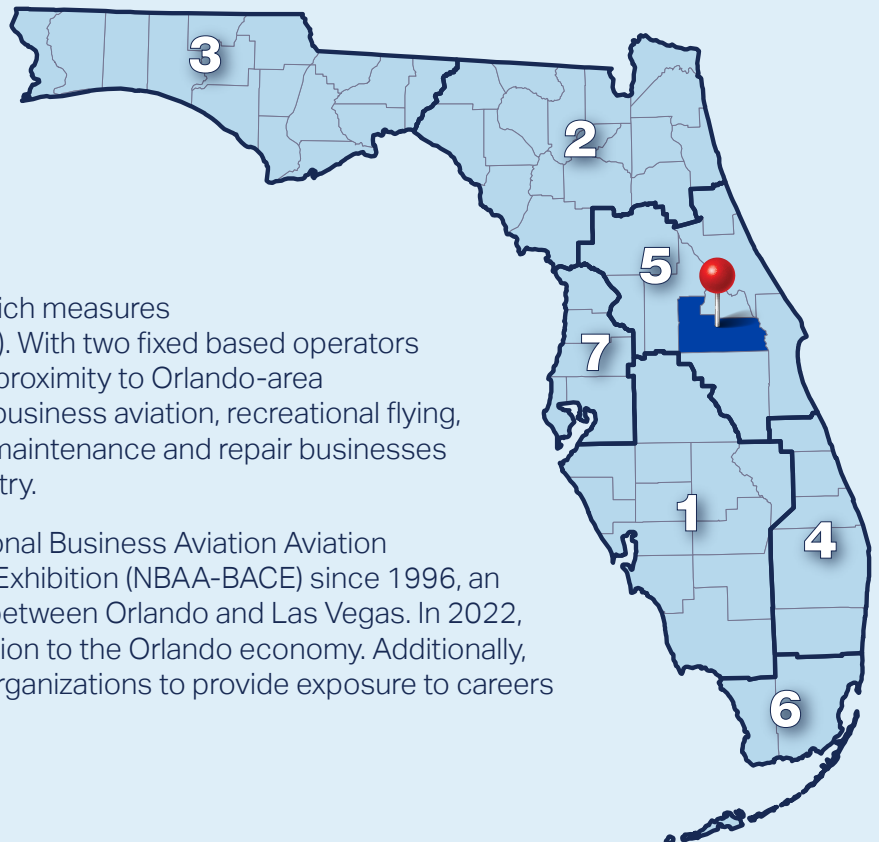 3
2
5
ich measures
). With two fixed based operators
7
proximity to Orlando-area
business aviation, recreational flying,
maintenance and repair businesses
try.
1
onal Business Aviation Aviation
4
Exhibition (NBAA-BACE) since 1996, an
between Orlando and Las Vegas. In 2022,
ion to the Orlando economy. Additionally,
organizations to provide exposure to careers
6